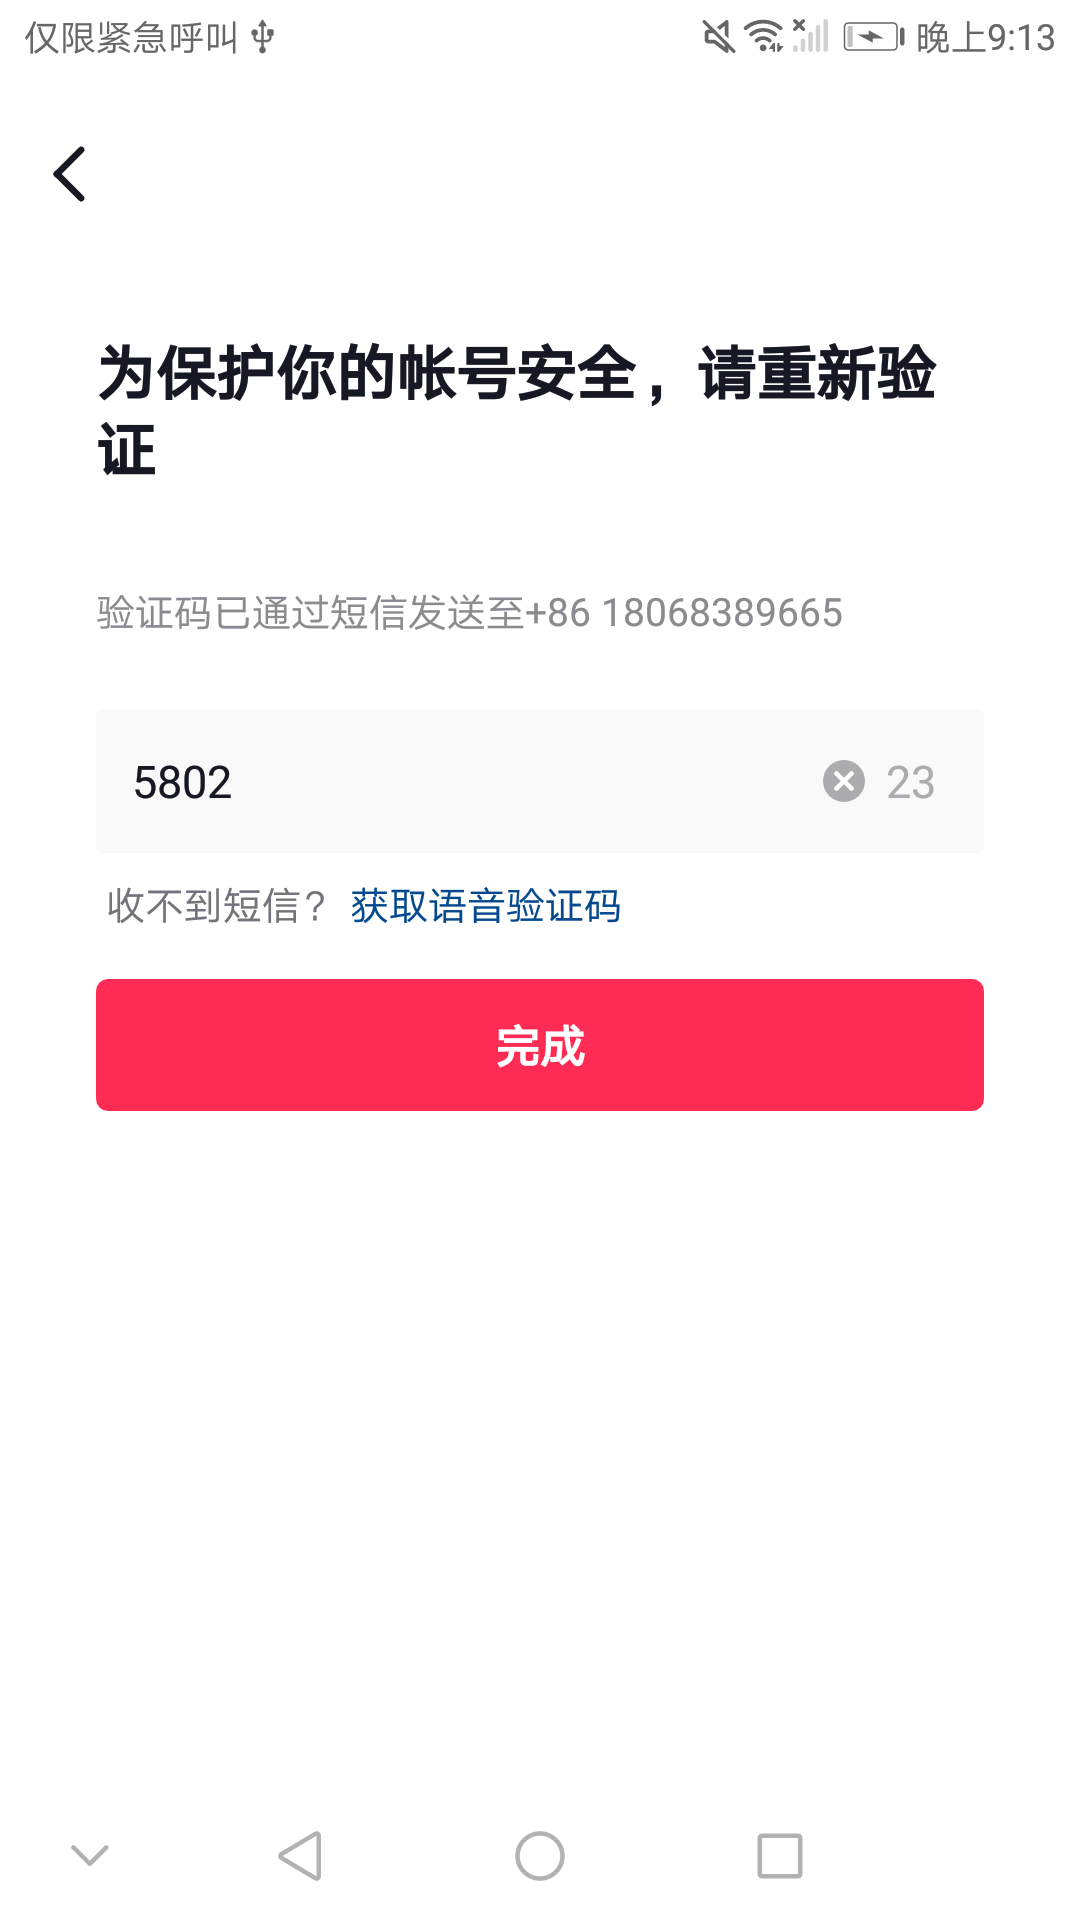 仅限紧急呼叫
晚上9:13
为保护你的帐号安全，请重新验
证
验证码已通过短信发送至+86 18068389665
5802
23
收不到短信？ 获取语音验证码
完成